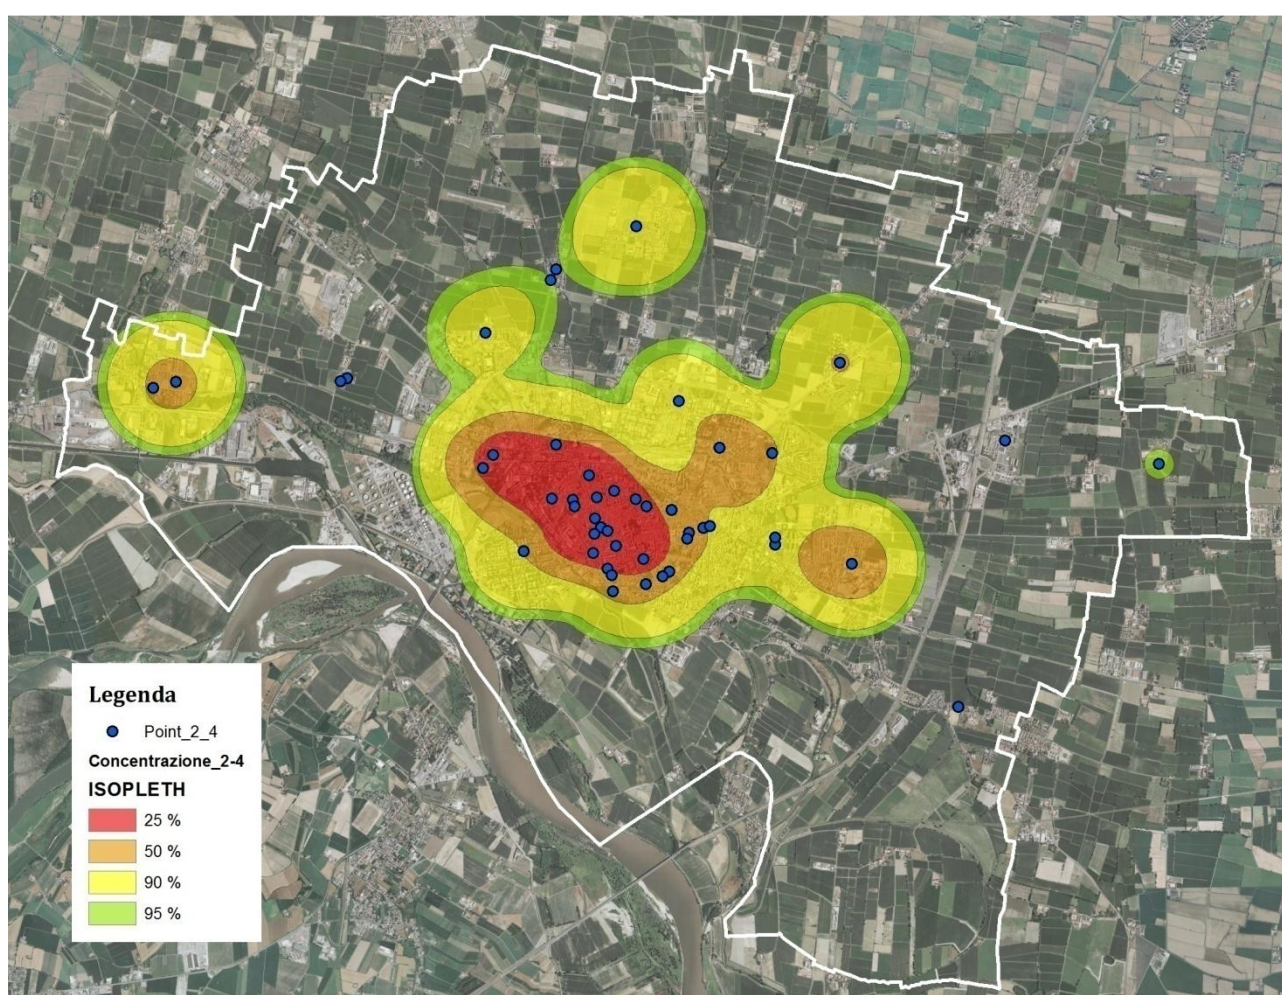 Legenda
Point_2_4
Concentrazione_2-4
ISOPLETH
25 %
50 %
90 %
95 %